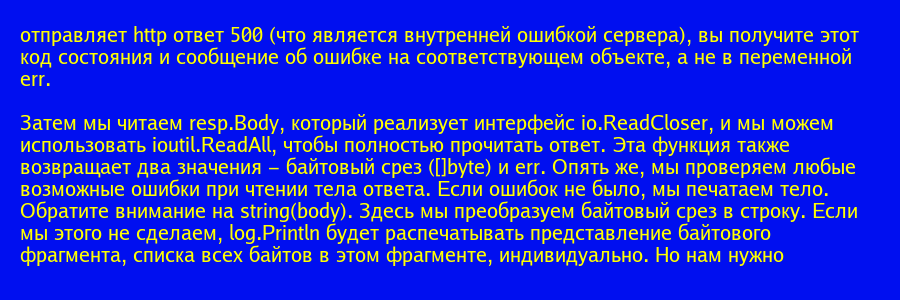 отправляет http ответ 500 (что является внутренней ошибкой сервера), вы получите этот
код состояния и сообщение об ошибке на соответствующем объекте, а не в переменной
err.
Затем мы читаем resp.Body, который реализует интерфейс io.ReadCloser, и мы можем
использовать ioutil.ReadAll, чтобы полностью прочитать ответ. Эта функция также
возвращает два значения – байтовый срез ([]byte) и err. Опять же, мы проверяем любые
возможные ошибки при чтении тела ответа. Если ошибок не было, мы печатаем тело.
Обратите внимание на string(body). Здесь мы преобразуем байтовый срез в строку. Если
мы этого не сделаем, log.Println будет распечатывать представление байтового
фрагмента, списка всех байтов в этом фрагменте, индивидуально. Но нам нужно